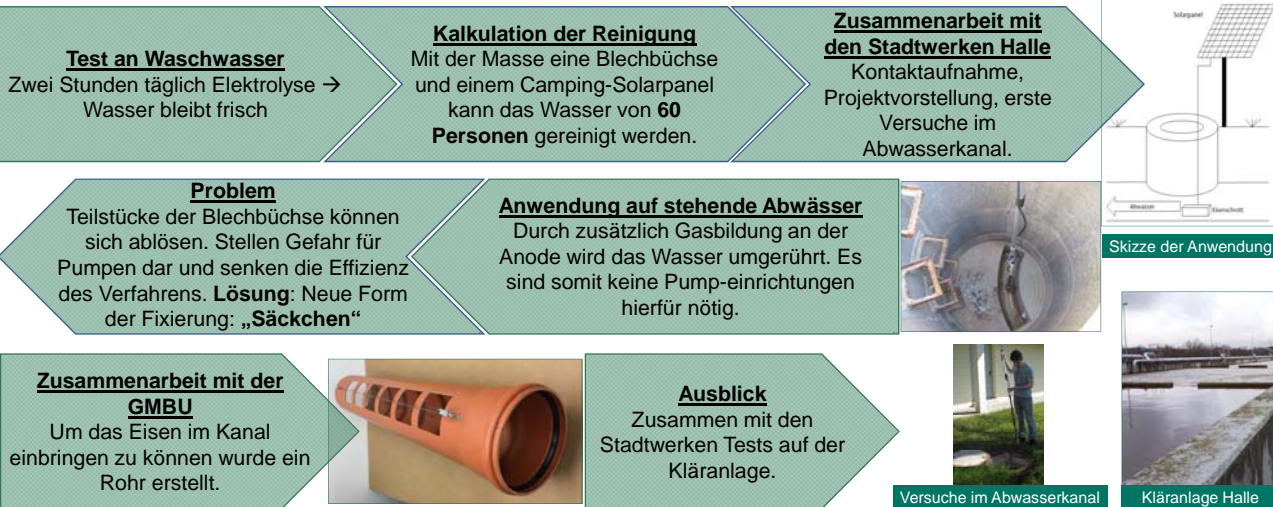 Test an Waschwasser
Zwei Stunden täglich Elektrolyse →
Wasser bleibt frisch
Kalkulation der Reinigung
Mit der Masse eine Blechbüchse
und einem Camping-Solarpanel
kann das Wasser von 60
Personen gereinigt werden.
Zusammenarbeit mit
den Stadtwerken Halle
Kontaktaufnahme,
Projektvorstellung, erste
Versuche im
Abwasserkanal.
Solarpanel
Abwasser
Eisenschrott
Skizze der Anwendung
Problem
Teilstücke der Blechbüchse können
sich ablösen. Stellen Gefahr für
Pumpen dar und senken die Effizienz
des Verfahrens. Lösung: Neue Form
der Fixierung: „Säckchen“
Anwendung auf stehende Abwässer
Durch zusätzlich Gasbildung an der
Anode wird das Wasser umgerührt. Es
sind somit keine Pump-einrichtungen
hierfür nötig.
Zusammenarbeit mit der
GMBU
Um das Eisen im Kanal
einbringen zu können wurde ein
Rohr erstellt.
Ausblick
Zusammen mit den
Stadtwerken Tests auf der
Kläranlage.
Versuche im Abwasserkanal
Kläranlage Halle